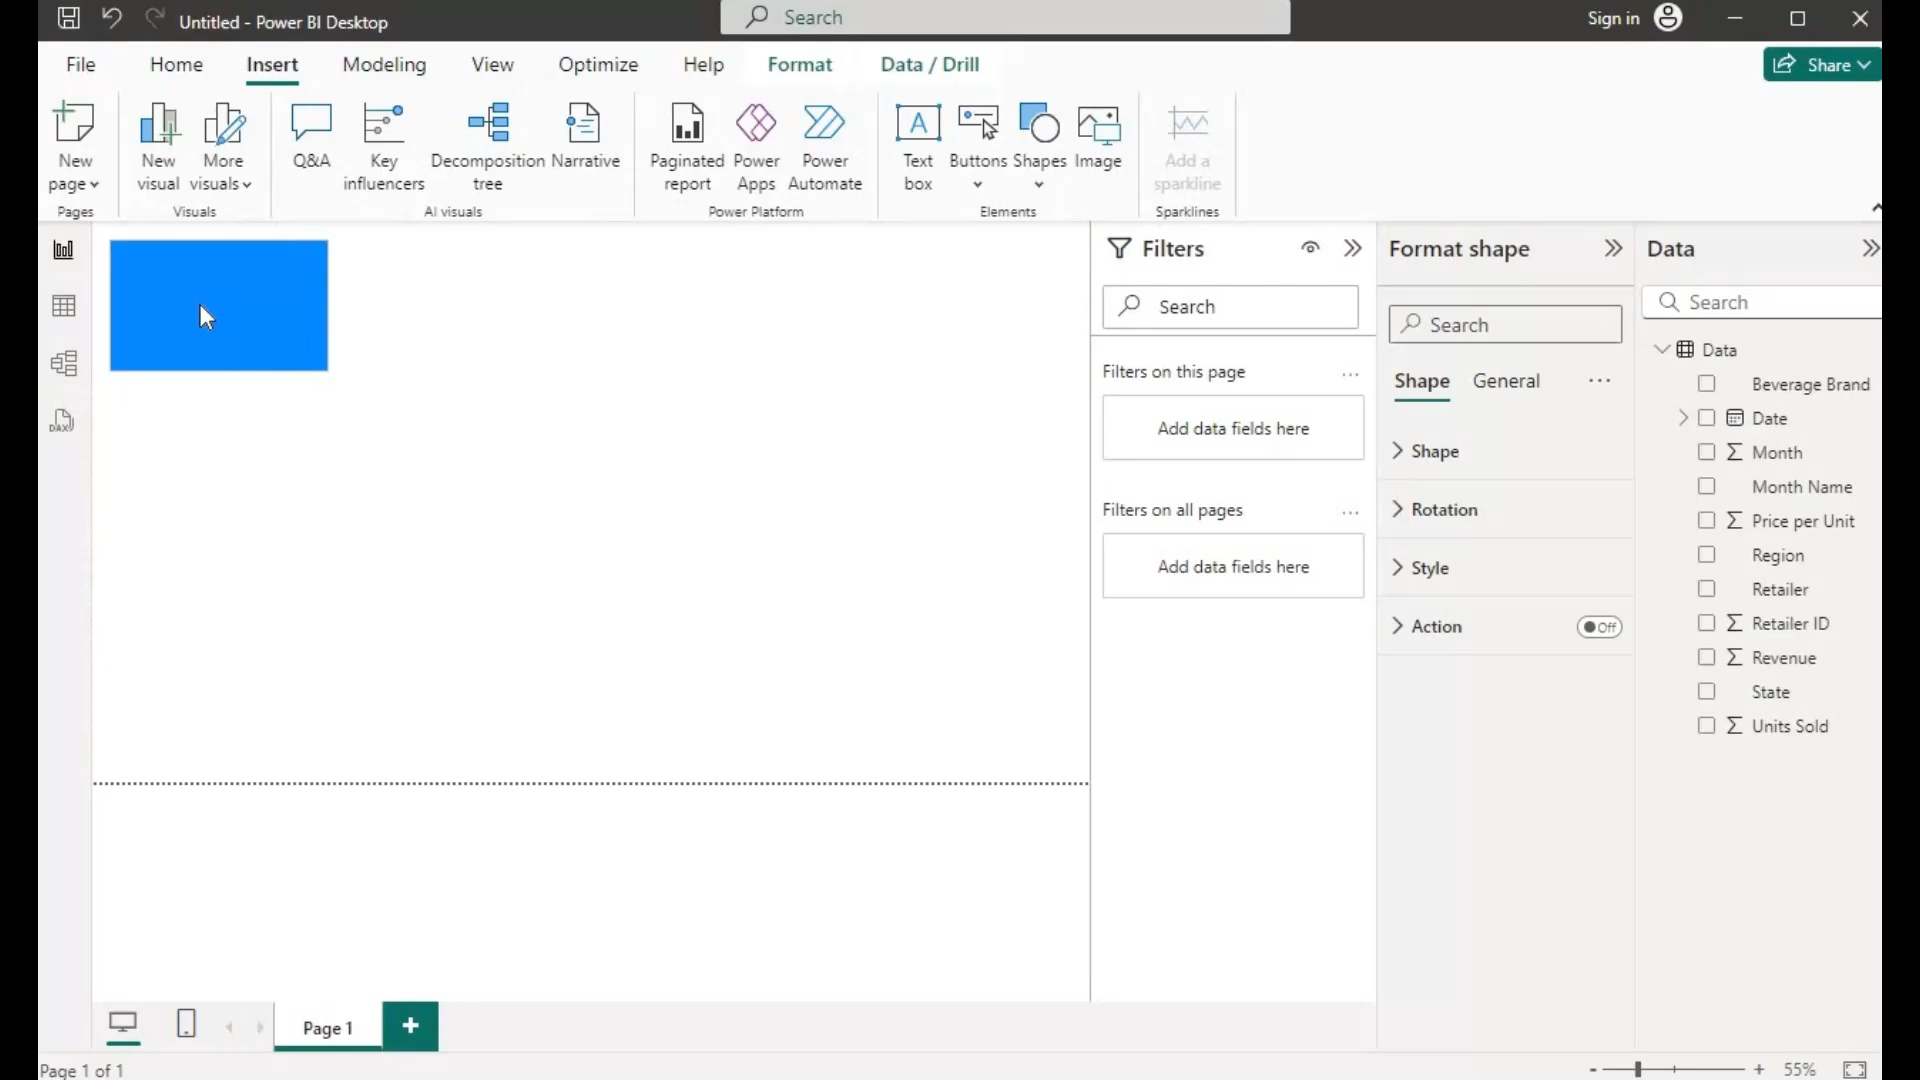 Untitled - Power BI Desktop
Search
Sign in
File
Home
Insert
Modeling
View
Optimize
Help
Format
Data / Drill
Share
New page
New visual
More visuals
Q&A
Key influencers
Decomposition tree
Narrative
Paginated report
Power Apps
Power Automate
A
Text box
Buttons
Shapes
Image
Add a sparkline
Pages
Visuals
AI visuals
Power Platform
Elements
Sparklines
DAX
Filters
Search
Filters on this page
...
Add data fields here
Filters on all pages
...
Add data fields here
Format shape
Search
Shape
General
...
Shape
Rotation
Style
Action
Off
Data
Search
Data
Beverage Brand
Date
Σ Month
Month Name
Σ Price per Unit
Region
Retailer
Σ Retailer ID
Σ Revenue
State
Σ Units Sold
Page 1
+
Page 1 of 1
- + 55%